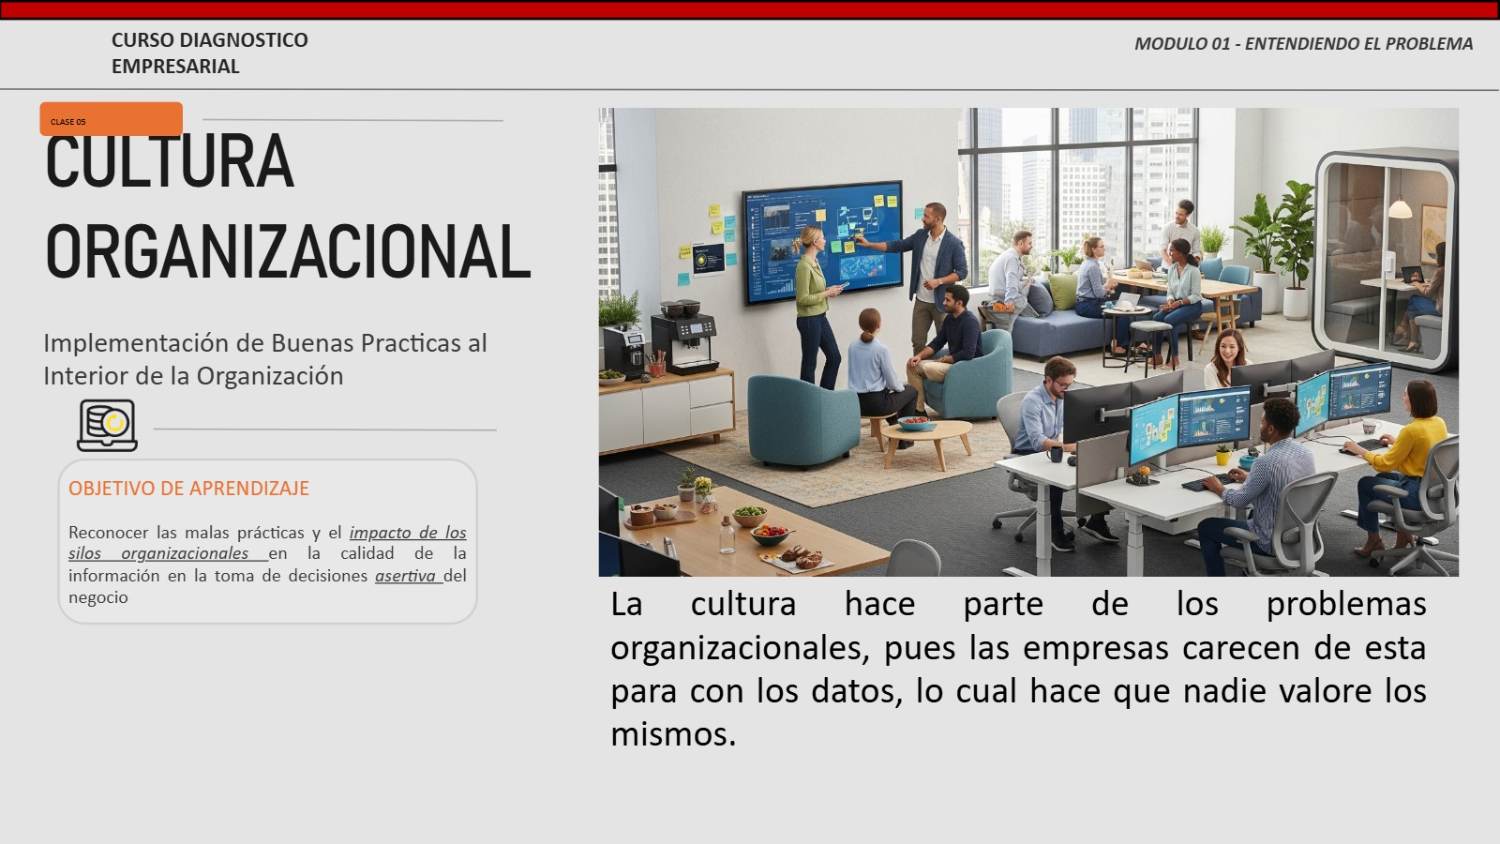 CURSO DIAGNOSTICO
EMPRESARIAL
MODULO 01 - ENTENDIENDO EL PROBLEMA
CLASE 05
CULTURA
ORGANIZACIONAL
Implementación de Buenas Practicas al
Interior de la Organización
OBJETIVO DE APRENDIZAJE
Reconocer las malas prácticas y el impacto de los
silos organizacionales en la calidad de la
información en la toma de decisiones asertiva del
negocio
La cultura hace parte de los problemas
organizacionales, pues las empresas carecen de esta
para con los datos, lo cual hace que nadie valore los
mismos.